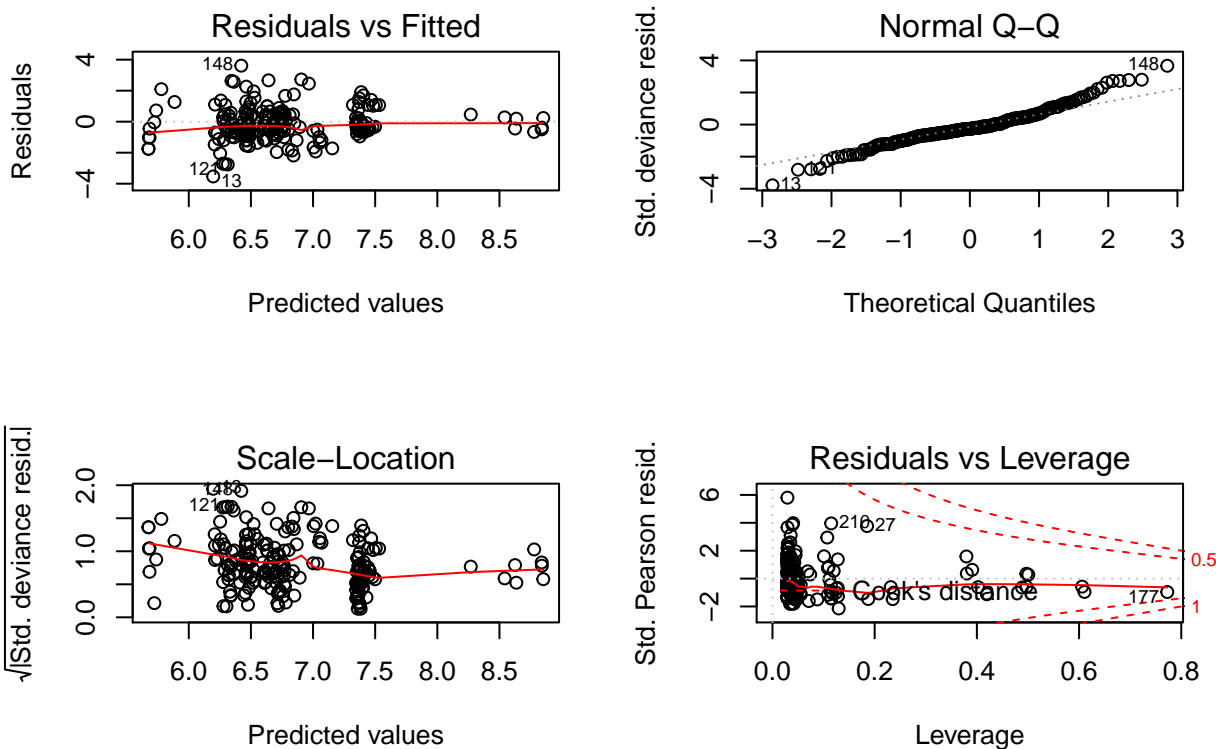 Residuals vs Fitted
Residuals
4
0
−4
148
121
13
6.0 6.5 7.0 7.5 8.0 8.5
Predicted values
Normal Q−Q
Std. deviance resid.
4
0
−4
148
13
−3 −2 −1 0 1 2 3
Theoretical Quantiles
Scale−Location
√|Std. deviance resid.|
2.0
1.0
0.0
121
6.0 6.5 7.0 7.5 8.0 8.5
Predicted values
Residuals vs Leverage
Std. Pearson resid.
6
2
−2
210
27
Cook's distance
177
0.5
1
0.0 0.2 0.4 0.6 0.8
Leverage